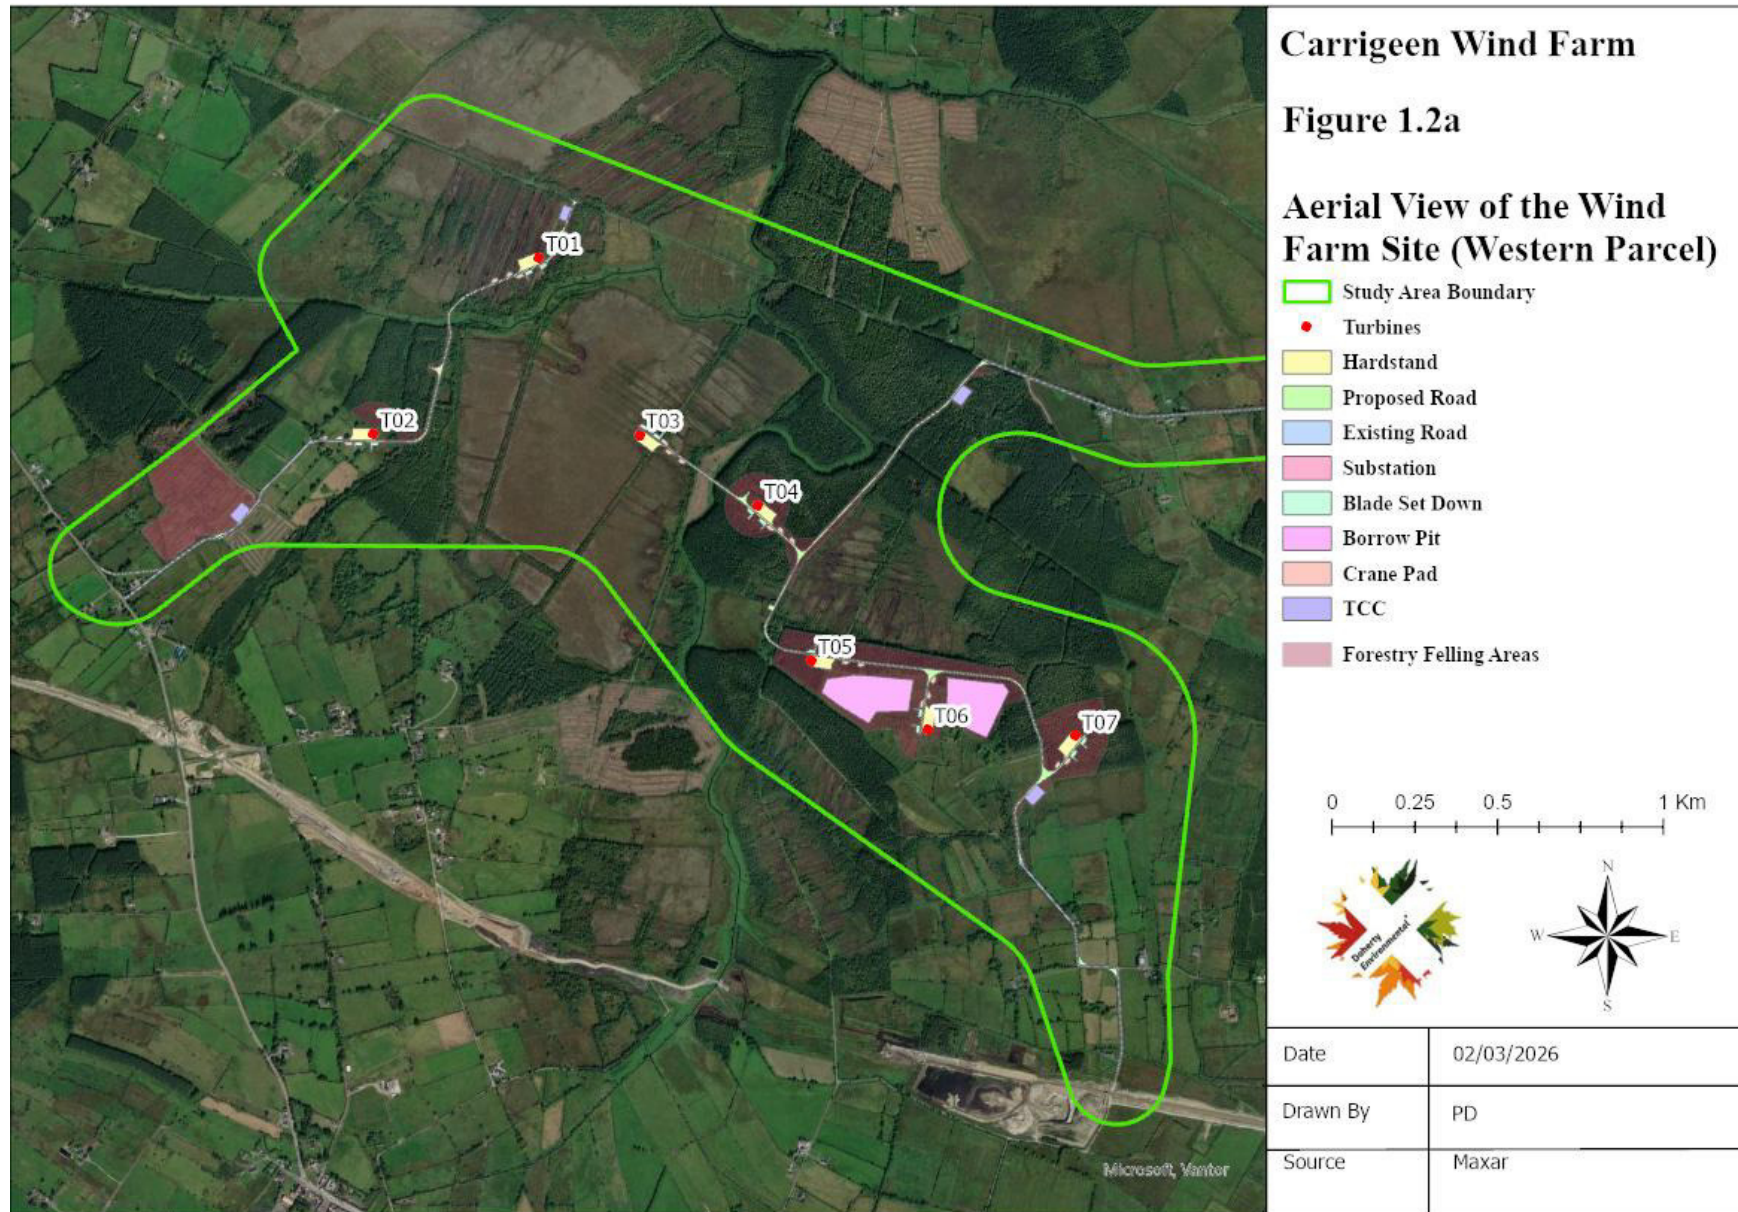 Carrigeen Wind Farm
Figure 1.2a
Aerial View of the Wind
Farm Site (Western Parcel)
Study Area Boundary
Turbines
Hardstand
Proposed Road
Existing Road
Substation
Blade Set Down
Borrow Pit
Crane Pad
TCC
Forestry Felling Areas
0 0.25 0.5 1 Km
Doherty
Environmental
N
W E
S
Date 02/03/2026
Drawn By PD
Source Maxar
T01
T02
T03
T04
T05
T06
T07
Microsoft, Vantor